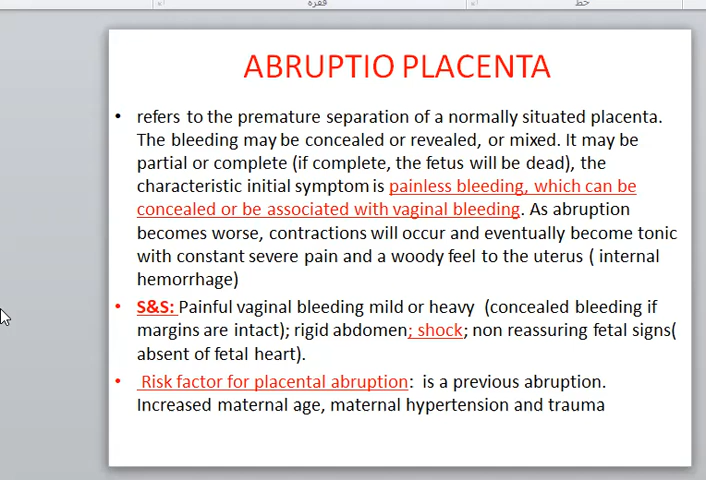 فقرة
خط
ABRUPTIO PLACENTA
• refers to the premature separation of a normally situated placenta.
The bleeding may be concealed or revealed, or mixed. It may be
partial or complete (if complete, the fetus will be dead), the
characteristic initial symptom is painless bleeding, which can be
concealed or be associated with vaginal bleeding. As abruption
becomes worse, contractions will occur and eventually become tonic
with constant severe pain and a woody feel to the uterus ( internal
hemorrhage)
• S&S: Painful vaginal bleeding mild or heavy (concealed bleeding if
margins are intact); rigid abdomen; shock; non reassuring fetal signs(
absent of fetal heart).
• Risk factor for placental abruption: is a previous abruption.
Increased maternal age, maternal hypertension and trauma